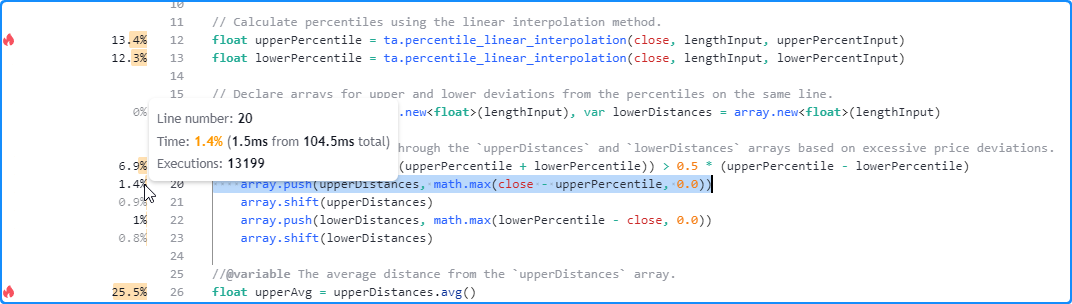 10
11 // Calculate percentiles using the linear interpolation method.
13.4% 12 float upperPercentile = ta.percentile_linear_interpolation(close, lengthInput, upperPercentInput)
12.3% 13 float lowerPercentile = ta.percentile_linear_interpolation(close, lengthInput, lowerPercentInput)
14
15 // Declare arrays for upper and lower deviations from the percentiles on the same line.
0% .new<float>(lengthInput), var lowerDistances = array.new<float>(lengthInput)
Line number: 20
Time: 1.4% (1.5ms from 104.5ms total)
Executions: 13199
through the `upperDistances` and `lowerDistances` arrays based on excessive price deviations.
6.9% (upperPercentile + lowerPercentile)) > 0.5 * (upperPercentile - lowerPercentile)
1.4% 20 array.push(upperDistances, math.max(close - upperPercentile, 0.0))
0.9% 21 array.shift(upperDistances)
1% 22 array.push(lowerDistances, math.max(lowerPercentile - close, 0.0))
0.8% 23 array.shift(lowerDistances)
24
25 //@variable The average distance from the `upperDistances` array.
25.5% 26 float upperAvg = upperDistances.avg()